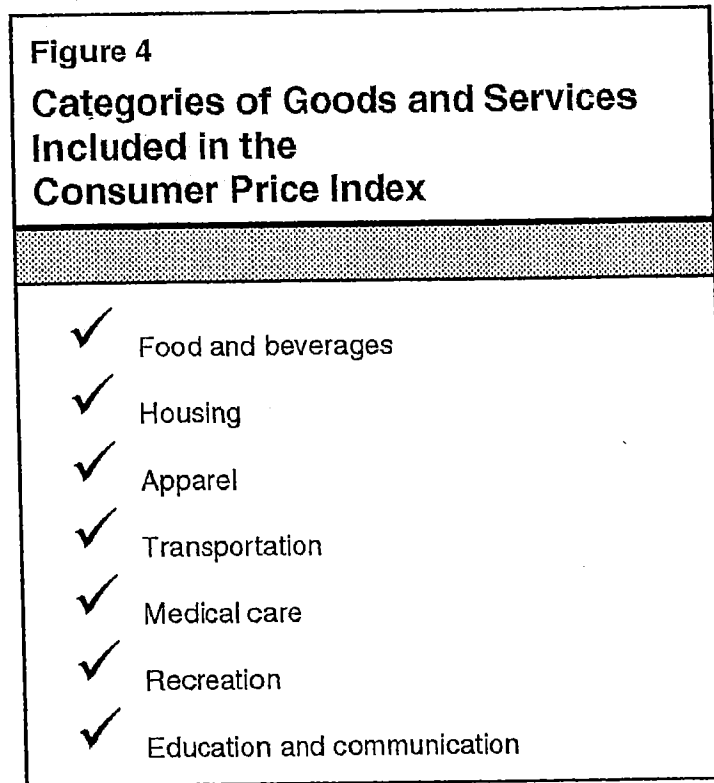 Figure 4
Categories of Goods and Services
Included in the
Consumer Price Index
✓ Food and beverages
✓ Housing
✓ Apparel
✓ Transportation
✓ Medical care
✓ Recreation
✓ Education and communication